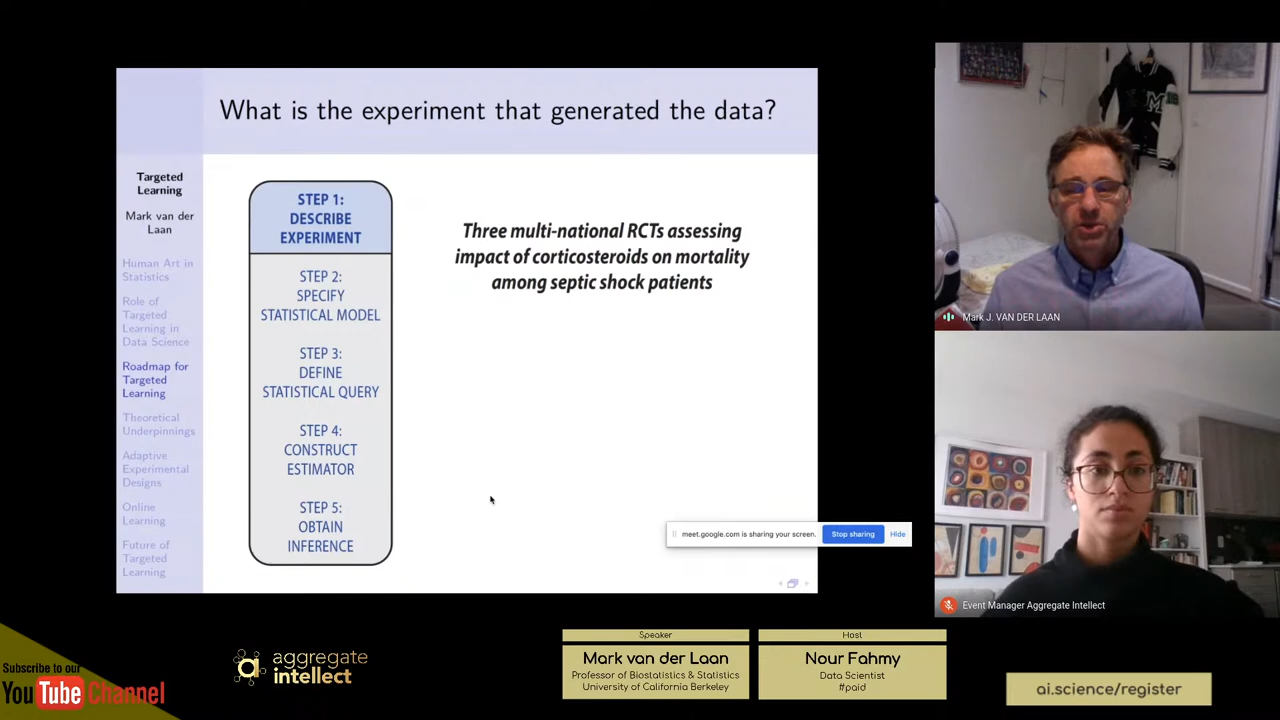 What is the experiment that generated the data?
Targeted
Learning
Mark van der
Laan
Human Art in
Statistics
Role of
Targeted
Learning in
Data Science
Roadmap for
Targeted
Learning
Theoretical
Underpinnings
Adaptive
Experimental
Designs
Online
Learning
Future of
Targeted
Learning
STEP 1:
DESCRIBE
EXPERIMENT
STEP 2:
SPECIFY
STATISTICAL MODEL
STEP 3:
DEFINE
STATISTICAL QUERY
STEP 4:
CONSTRUCT
ESTIMATOR
STEP 5:
OBTAIN
INFERENCE
Three multi-national RCTs assessing
impact of corticosteroids on mortality
among septic shock patients
meet.google.com is sharing your screen.
Stop sharing
Hide
M
Mark J. VAN DER LAAN
Event Manager Aggregate Intellect
Subscribe to our
YouTube Channel
a
aggregate
intellect
Speaker
Mark van der Laan
Professor of Biostatistics & Statistics
University of California Berkeley
Host
Nour Fahmy
Data Scientist
#paid
ai.science/register